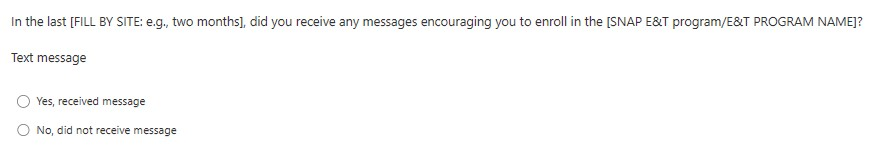 In the last [FILL BY SITE: e.g., two months], did you receive any messages encouraging you to enroll in the [SNAP E&T program/E&T PROGRAM NAME]?
Text message
Yes, received message
No, did not receive message